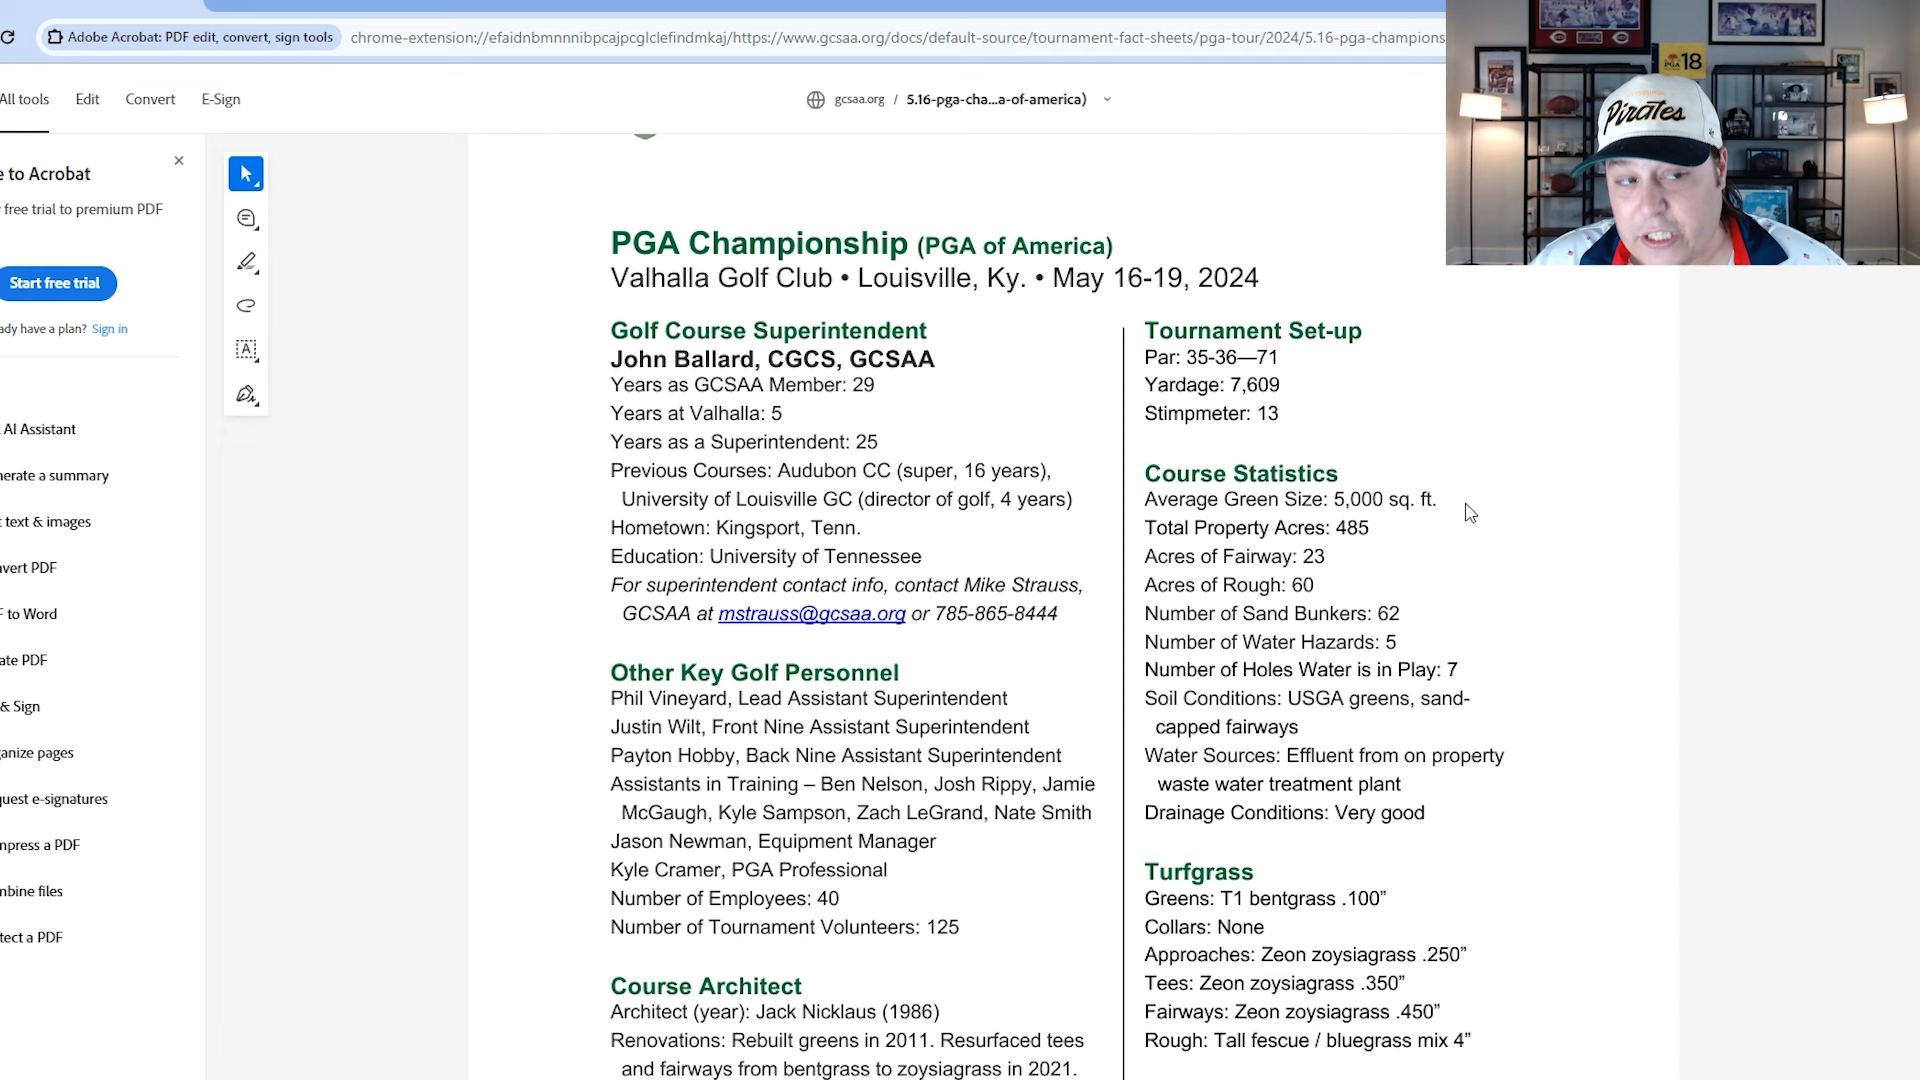 Adobe Acrobat: PDF edit, convert, sign tools
chrome-extension://efaidnbmnnnibpcajpcglclefindmkaj/https://www.gcsaa.org/docs/default-source/tournament-fact-sheets/pga-tour/2024/5.16-pga-champions
All tools
Edit
Convert
E-Sign
gcsaa.org / 5.16-pga-cha...a-of-america)
e to Acrobat
free trial to premium PDF
Start free trial
ady have a plan? Sign in
AI Assistant
nerate a summary
t text & images
nvert PDF
F to Word
ate PDF
& Sign
ganize pages
quest e-signatures
mpress a PDF
mbine files
tect a PDF
PGA Championship (PGA of America)
Valhalla Golf Club • Louisville, Ky. • May 16-19, 2024
Golf Course Superintendent
John Ballard, CGCS, GCSAA
Years as GCSAA Member: 29
Years at Valhalla: 5
Years as a Superintendent: 25
Previous Courses: Audubon CC (super, 16 years),
University of Louisville GC (director of golf, 4 years)
Hometown: Kingsport, Tenn.
Education: University of Tennessee
For superintendent contact info, contact Mike Strauss,
GCSAA at mstrauss@gcsaa.org or 785-865-8444
Other Key Golf Personnel
Phil Vineyard, Lead Assistant Superintendent
Justin Wilt, Front Nine Assistant Superintendent
Payton Hobby, Back Nine Assistant Superintendent
Assistants in Training – Ben Nelson, Josh Rippy, Jamie
McGaugh, Kyle Sampson, Zach LeGrand, Nate Smith
Jason Newman, Equipment Manager
Kyle Cramer, PGA Professional
Number of Employees: 40
Number of Tournament Volunteers: 125
Course Architect
Architect (year): Jack Nicklaus (1986)
Renovations: Rebuilt greens in 2011. Resurfaced tees
and fairways from bentgrass to zoysiagrass in 2021.
Tournament Set-up
Par: 35-36—71
Yardage: 7,609
Stimpmeter: 13
Course Statistics
Average Green Size: 5,000 sq. ft.
Total Property Acres: 485
Acres of Fairway: 23
Acres of Rough: 60
Number of Sand Bunkers: 62
Number of Water Hazards: 5
Number of Holes Water is in Play: 7
Soil Conditions: USGA greens, sand-
capped fairways
Water Sources: Effluent from on property
waste water treatment plant
Drainage Conditions: Very good
Turfgrass
Greens: T1 bentgrass .100”
Collars: None
Approaches: Zeon zoysiagrass .250”
Tees: Zeon zoysiagrass .350”
Fairways: Zeon zoysiagrass .450”
Rough: Tall fescue / bluegrass mix 4”
PGA 18
Pirates